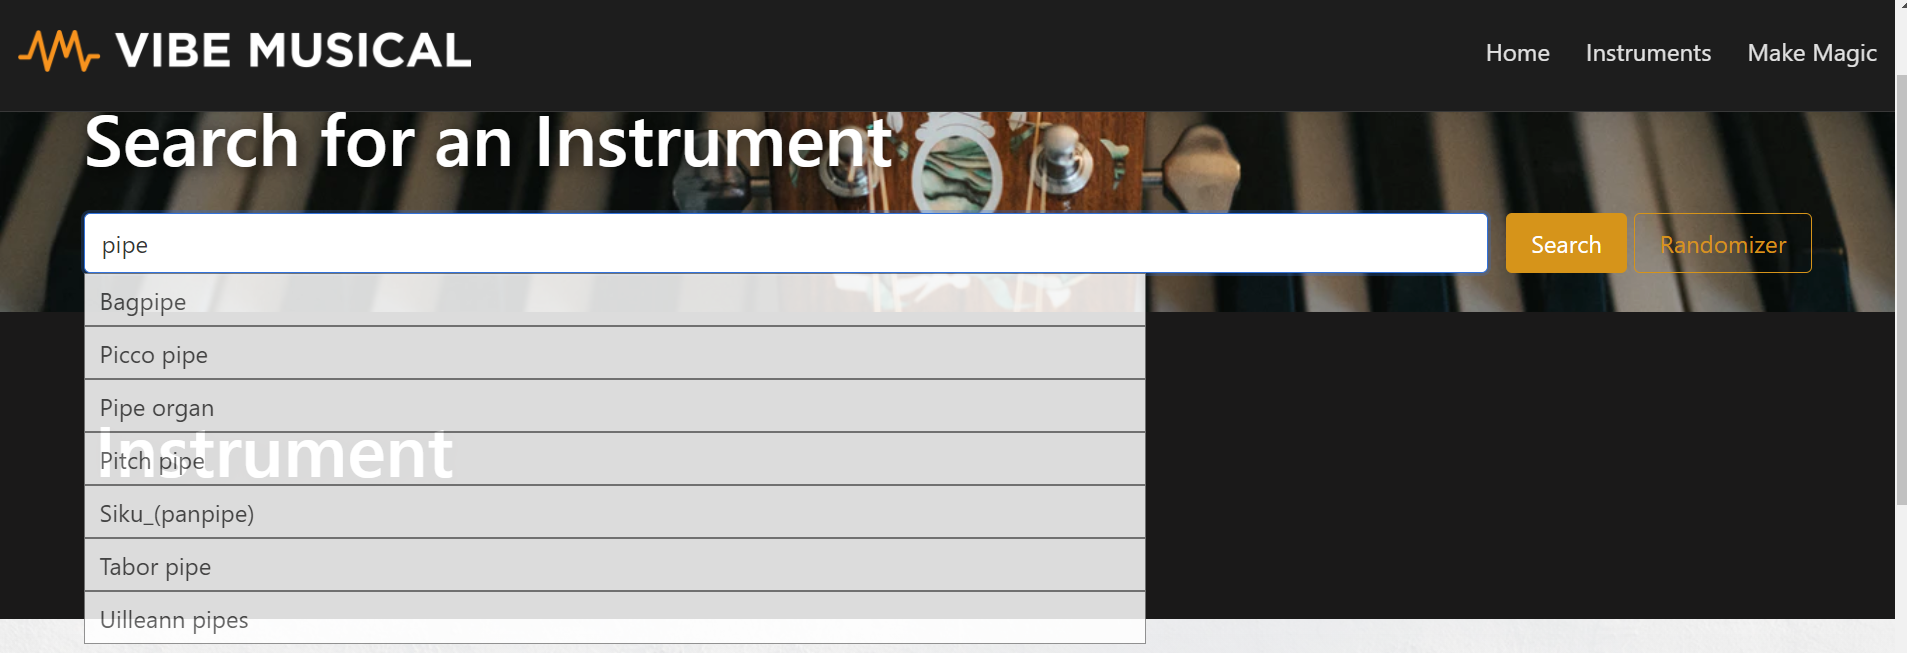 VIBE MUSICAL
Home Instruments Make Magic
Search for an Instrument
pipe
Search Randomizer
Bagpipe
Picco pipe
Pipe organ
Instrument
Pitch pipe
Siku_(panpipe)
Tabor pipe
Uilleann pipes